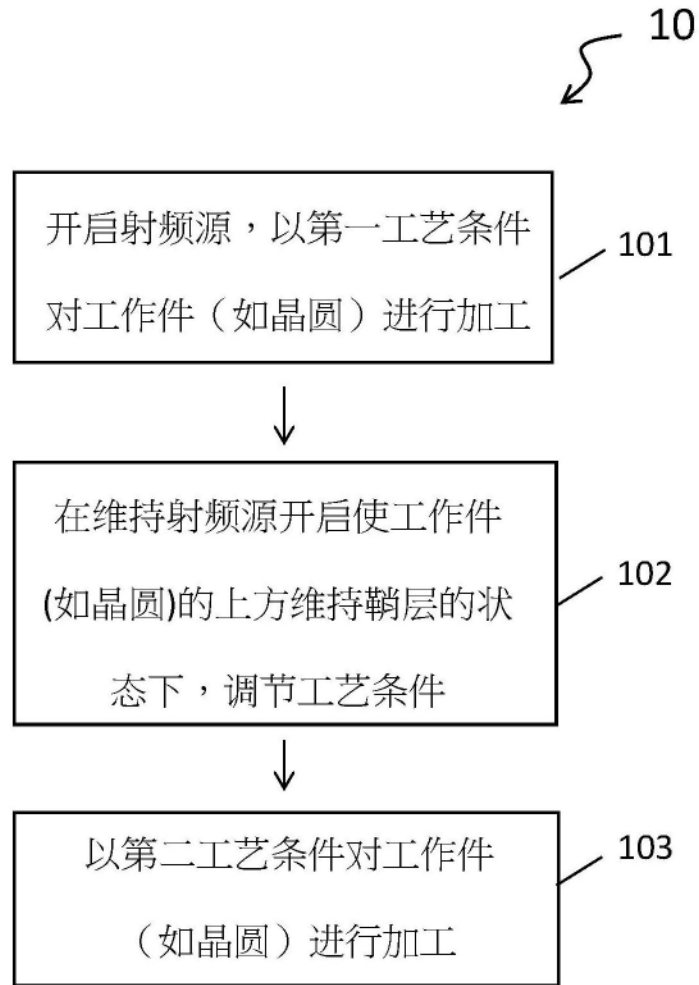 10
开启射频源，以第一工艺条件
对工作件（如晶圆）进行加工
101
在维持射频源开启使工作件
(如晶圆)的上方维持鞘层的状
态下，调节工艺条件
102
以第二工艺条件对工作件
（如晶圆）进行加工
103